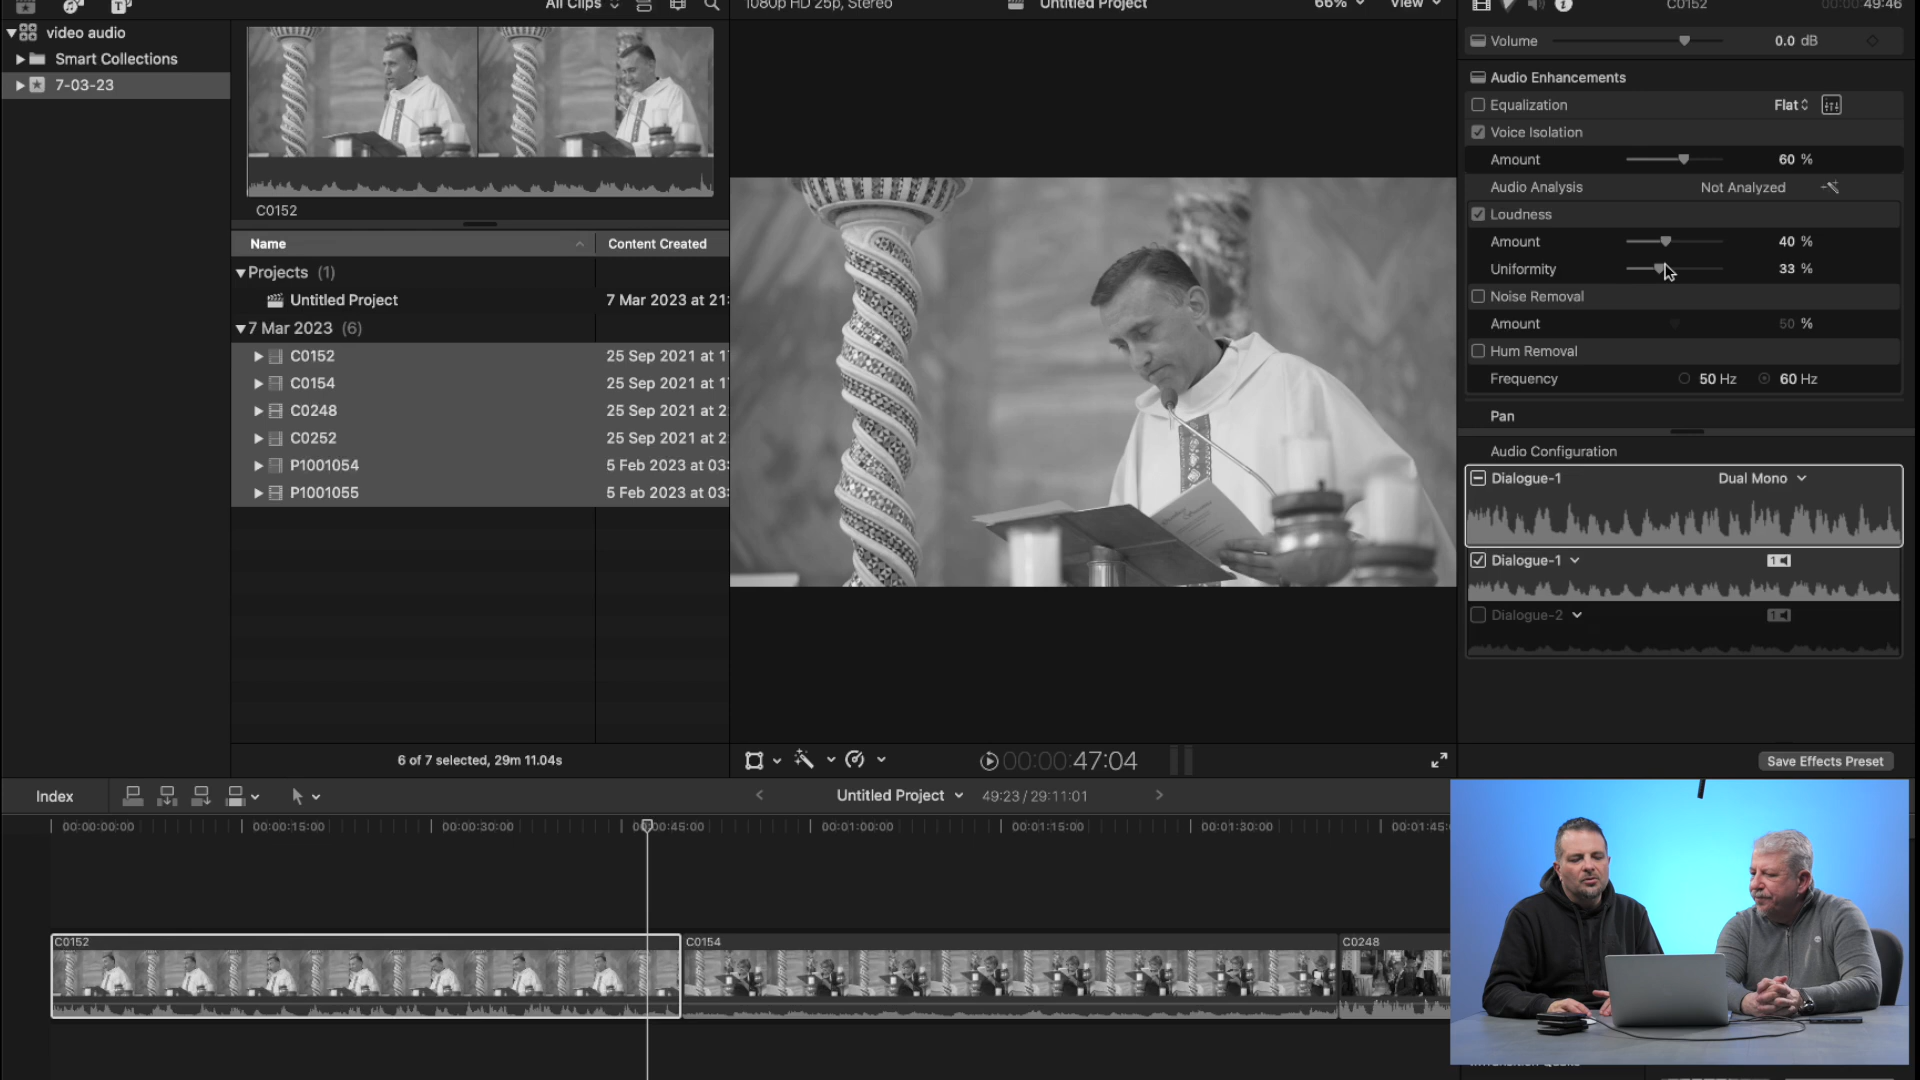 All Clips
1080p HD 25p, Stereo
Untitled Project
66%
View
C0152
00:00:49:46
video audio
Smart Collections
7-03-23
C0152
Name
Content Created
Projects (1)
Untitled Project
7 Mar 2023 at 21:
7 Mar 2023 (6)
C0152
25 Sep 2021 at 1
C0154
25 Sep 2021 at 1
C0248
25 Sep 2021 at 2
C0252
25 Sep 2021 at 2
P1001054
5 Feb 2023 at 03:
P1001055
5 Feb 2023 at 03:
6 of 7 selected, 29m 11.04s
00:00:00:47:04
Volume
0.0 dB
Audio Enhancements
Equalization
Flat
Voice Isolation
Amount
60 %
Audio Analysis
Not Analyzed
Loudness
Amount
40 %
Uniformity
33 %
Noise Removal
Amount
50 %
Hum Removal
Frequency
50 Hz
60 Hz
Pan
Audio Configuration
Dialogue-1
Dual Mono
Dialogue-1
1
Dialogue-2
1
Save Effects Preset
Index
Untitled Project
49:23 / 29:11:01
00:00:00:00
00:00:15:00
00:00:30:00
00:00:45:00
00:01:00:00
00:01:15:00
00:01:30:00
00:01:45:
C0152
C0154
C0248